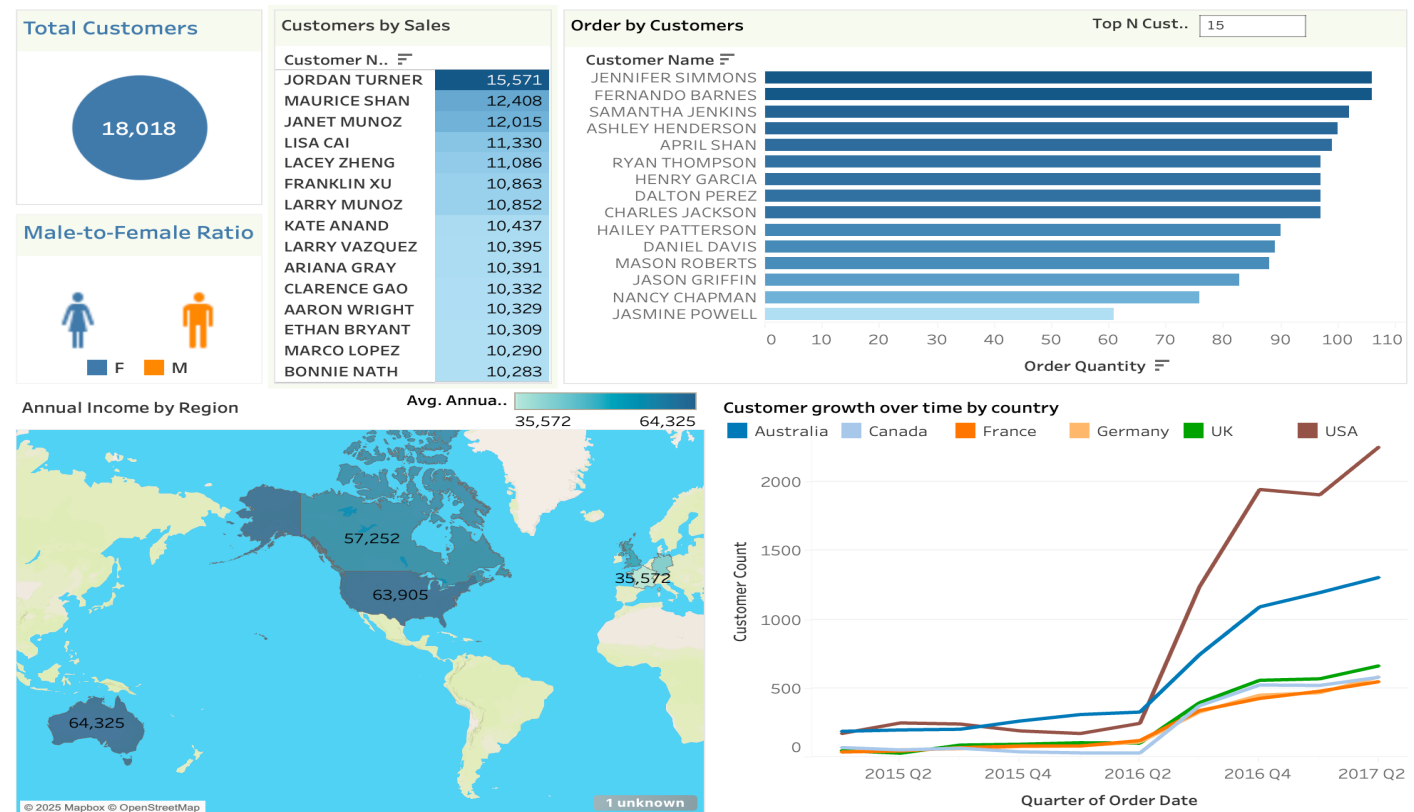 Total Customers
18,018
Male-to-Female Ratio
F M
Customers by Sales
Customer N..
JORDAN TURNER 15,571
MAURICE SHAN 12,408
JANET MUNOZ 12,015
LISA CAI 11,330
LACEY ZHENG 11,086
FRANKLIN XU 10,863
LARRY MUNOZ 10,852
KATE ANAND 10,437
LARRY VAZQUEZ 10,395
ARIANA GRAY 10,391
CLARENCE GAO 10,332
AARON WRIGHT 10,329
ETHAN BRYANT 10,309
MARCO LOPEZ 10,290
BONNIE NATH 10,283
Order by Customers
Top N Cust.. 15
Customer Name
JENNIFER SIMMONS
FERNANDO BARNES
SAMANTHA JENKINS
ASHLEY HENDERSON
APRIL SHAN
RYAN THOMPSON
HENRY GARCIA
DALTON PEREZ
CHARLES JACKSON
HAILEY PATTERSON
DANIEL DAVIS
MASON ROBERTS
JASON GRIFFIN
NANCY CHAPMAN
JASMINE POWELL
0 10 20 30 40 50 60 70 80 90 100 110
Order Quantity
Annual Income by Region
Avg. Annua..
35,572 64,325
57,252
35,572
63,905
64,325
© 2025 Mapbox © OpenStreetMap
1 unknown
Customer growth over time by country
Australia Canada France Germany UK USA
2000
1500
1000
500
0
Customer Count
2015 Q2 2015 Q4 2016 Q2 2016 Q4 2017 Q2
Quarter of Order Date